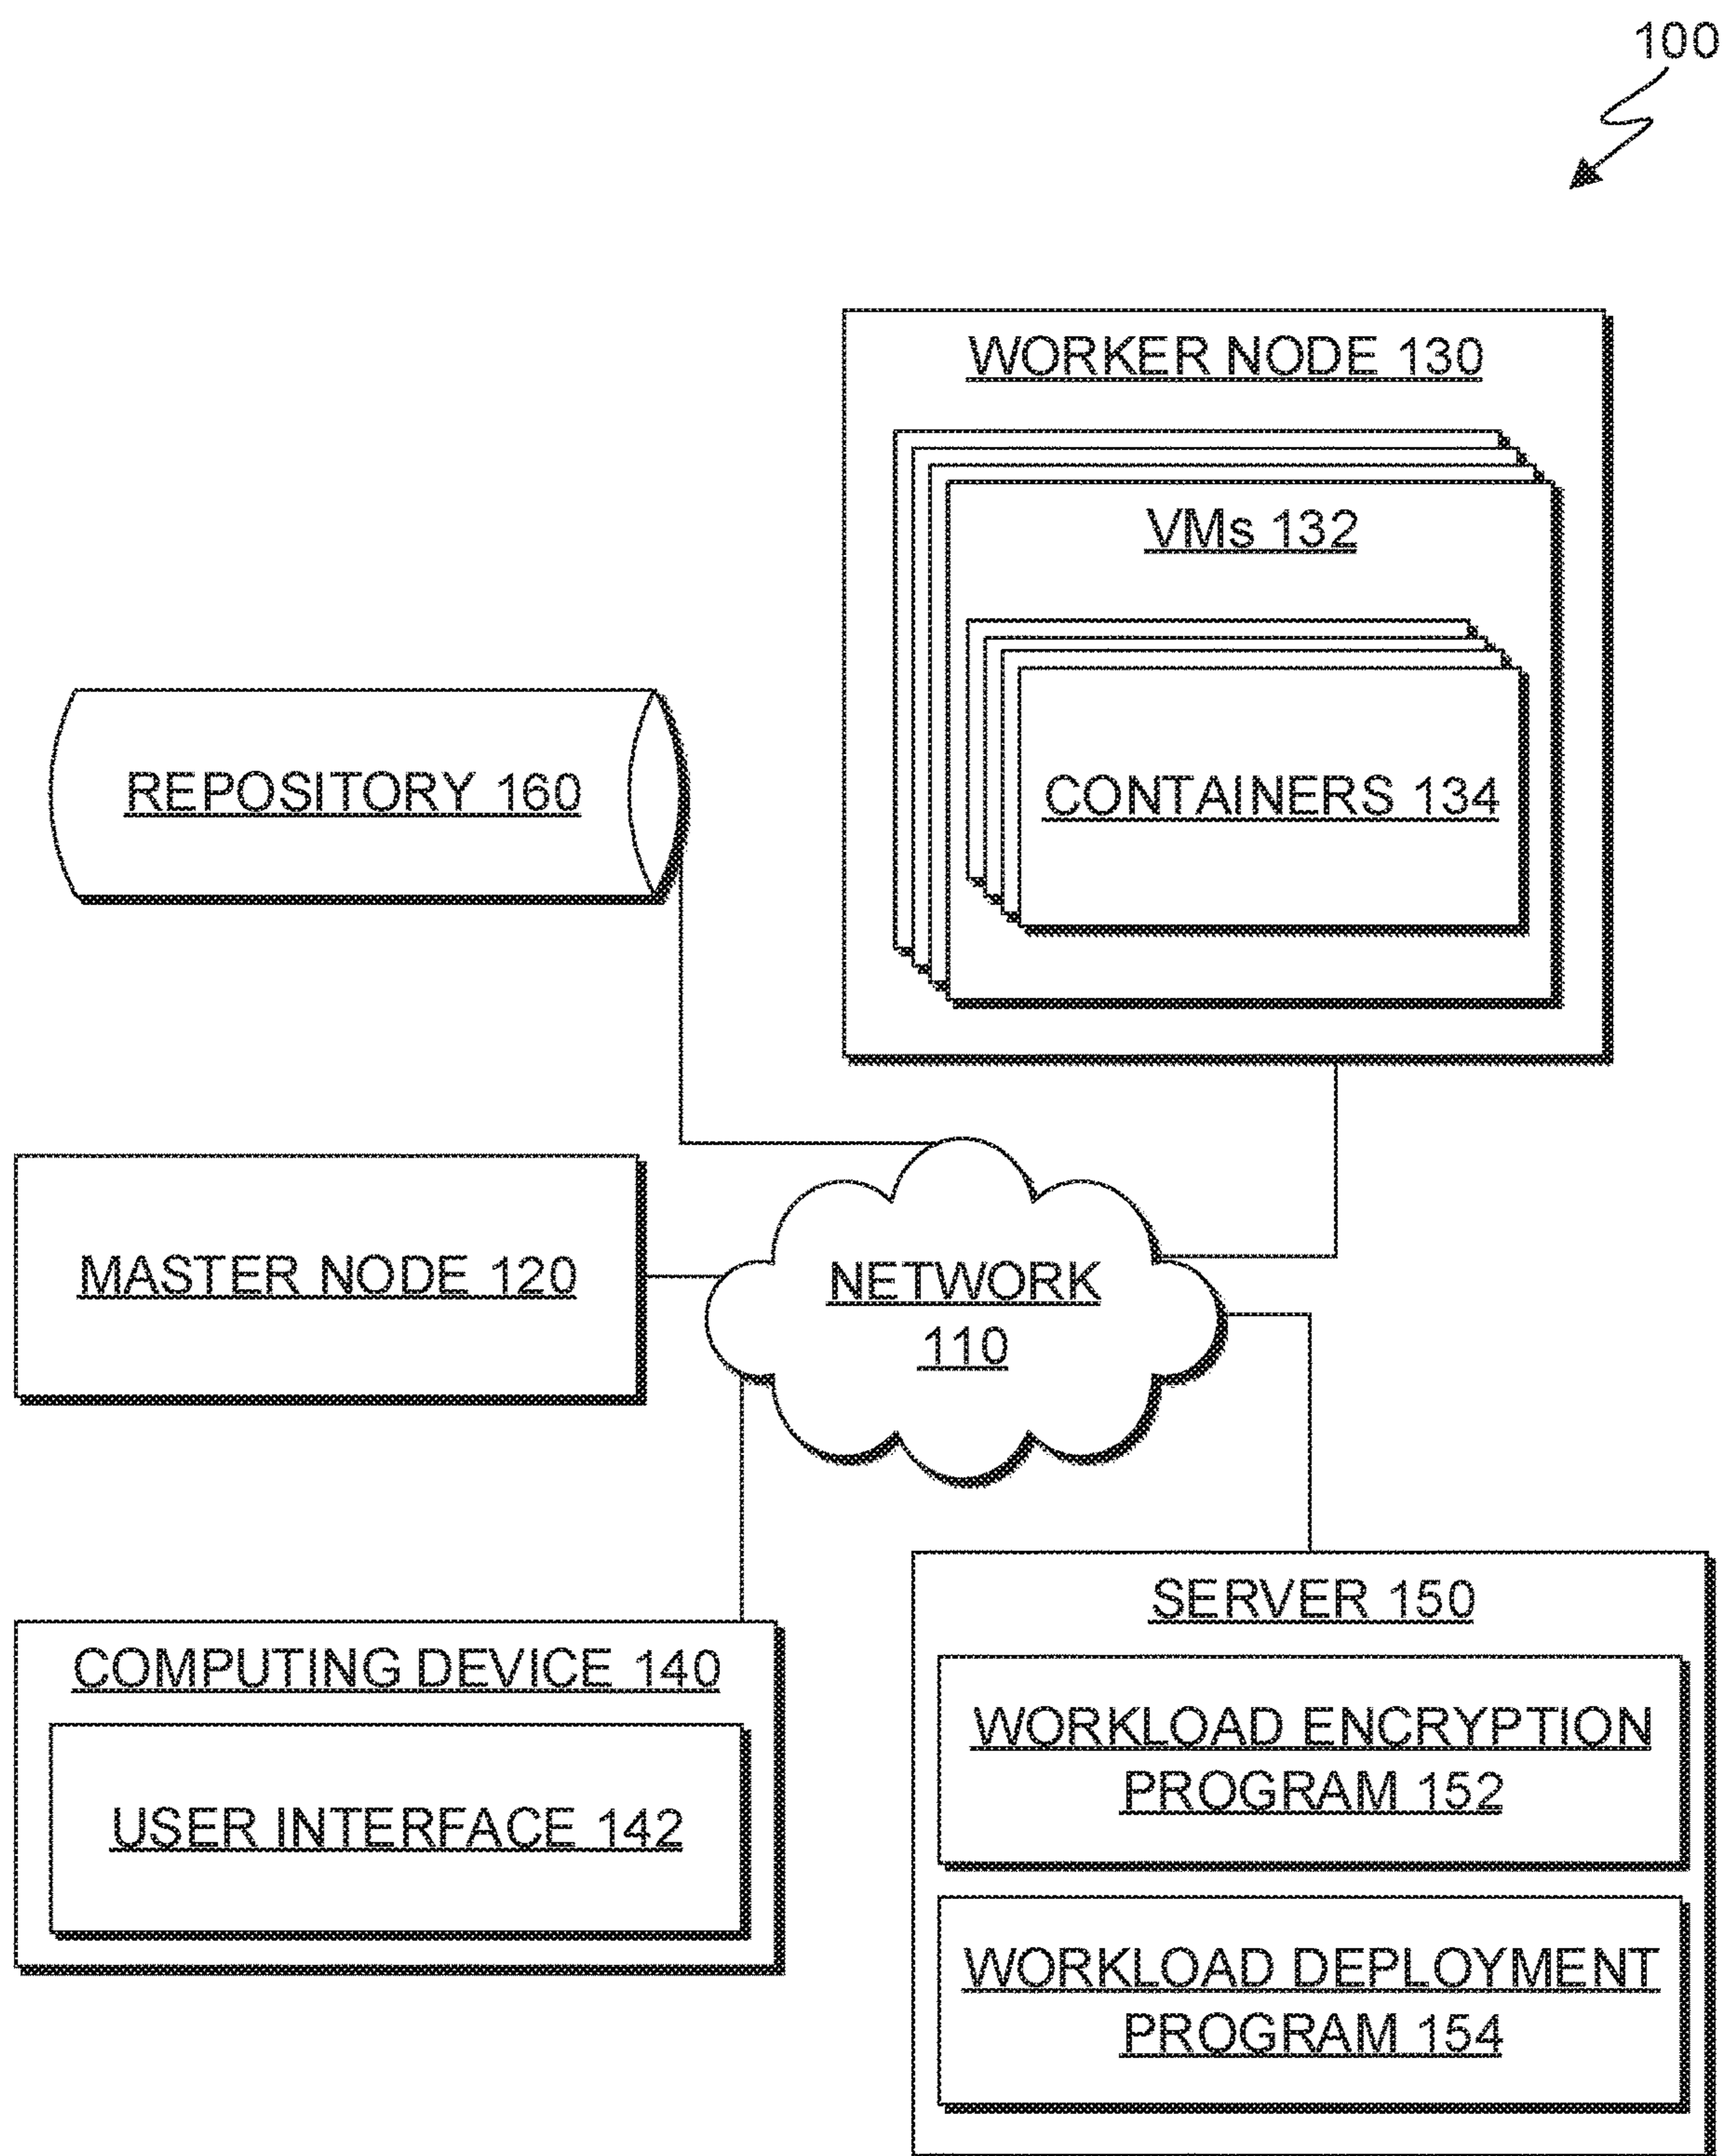 100
WORKER NODE 130
VMs 132
CONTAINERS 134
REPOSITORY 160
MASTER NODE 120
NETWORK
110
COMPUTING DEVICE 140
USER INTERFACE 142
SERVER 150
WORKLOAD ENCRYPTION
PROGRAM 152
WORKLOAD DEPLOYMENT
PROGRAM 154